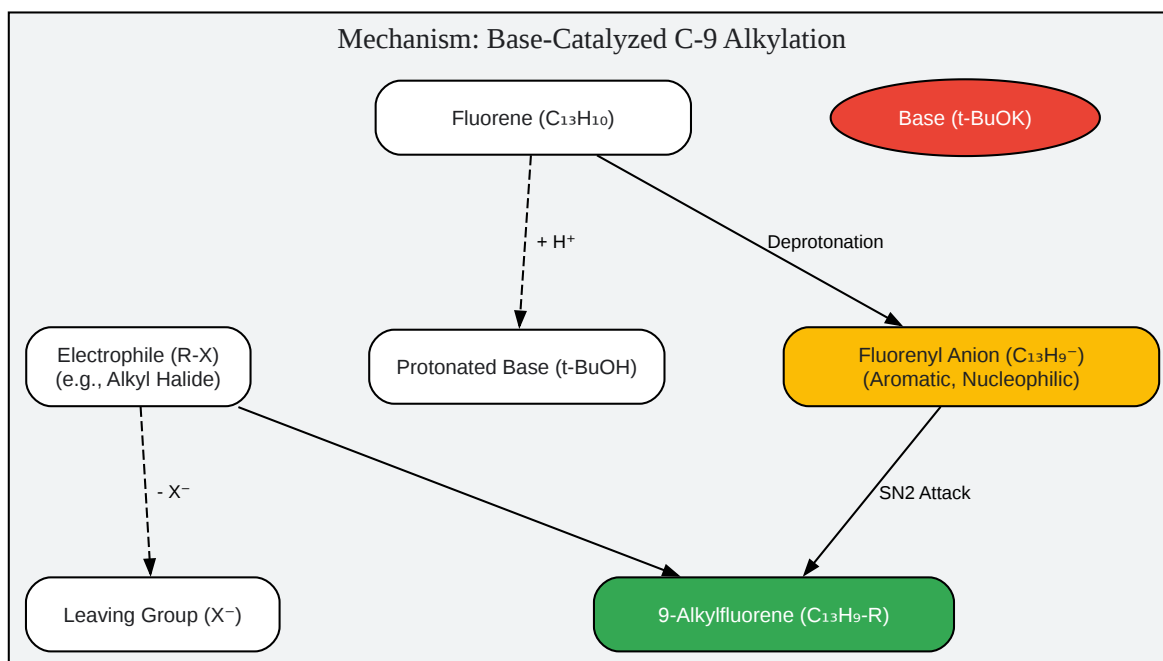 Mechanism: Base-Catalyzed C-9 Alkylation
Fluorene (C₁₃H₁₀)
Base (t-BuOK)
+ H⁺
Deprotonation
Electrophile (R-X)
(e.g., Alkyl Halide)
Protonated Base (t-BuOH)
Fluorenyl Anion (C₁₃H₉⁻)
(Aromatic, Nucleophilic)
- X⁻
SN2 Attack
Leaving Group (X⁻)
9-Alkylfluorene (C₁₃H₉-R)